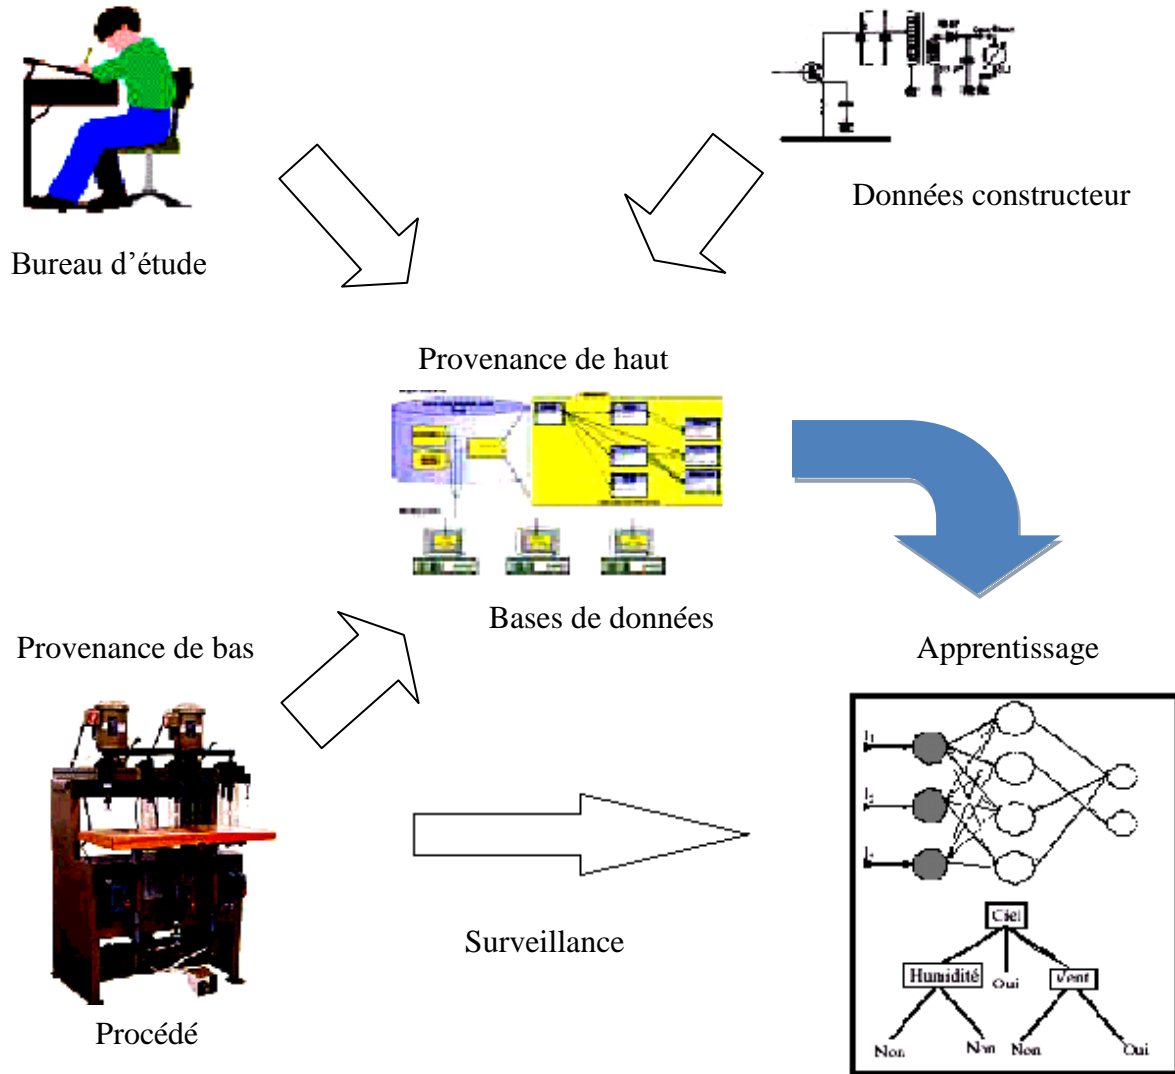 Données constructeur
Bureau d’étude
Provenance de haut
Bases de données
Provenance de bas
Apprentissage
Surveillance
Procédé
Ciel
Humidité
Oui
Vent
Non
Non
Non
Oui